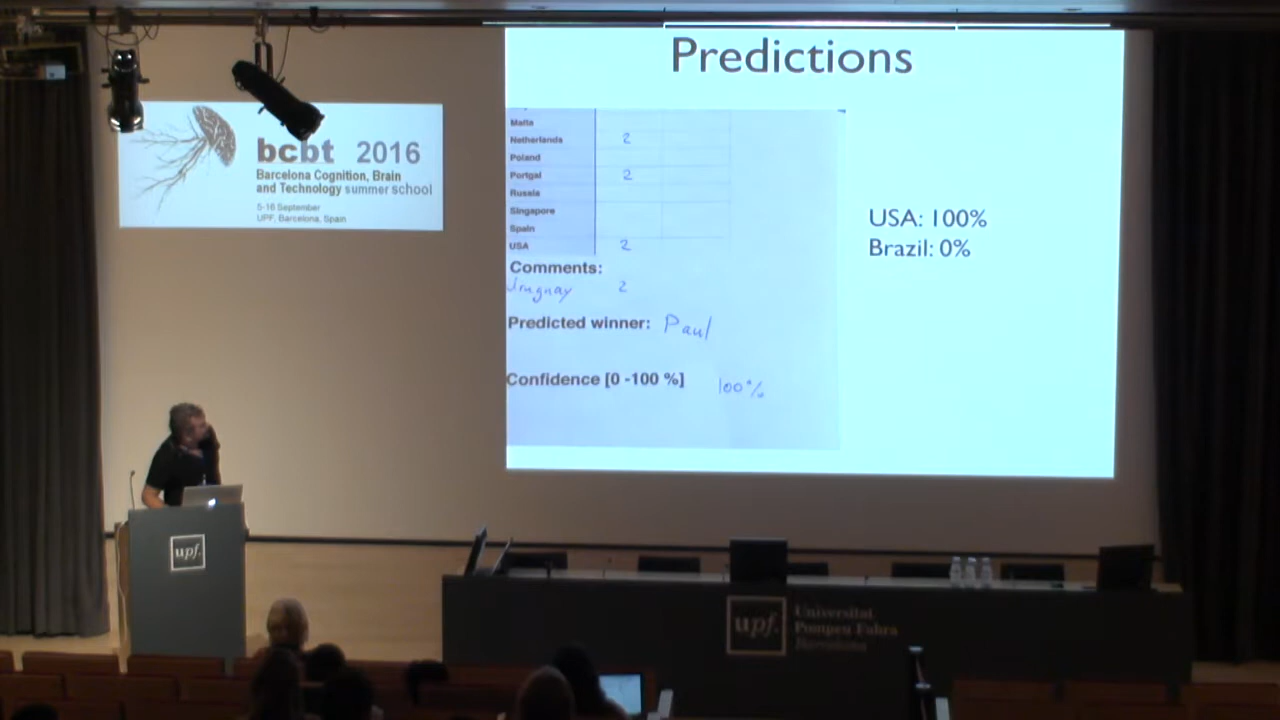 Predictions
bcbt 2016
Barcelona Cognition, Brain
and Technology summer school
5-16 September
UPF, Barcelona, Spain
Malta
Netherlands 2
Poland
Portgal 2
Russia
Singapore
Spain
USA 2
Comments:
Uruguay 2
Predicted winner: Paul
Confidence [0 -100 %] 100%
USA: 100%
Brazil: 0%
upf.
upf.
Universitat
Pompeu Fabra
Barcelona